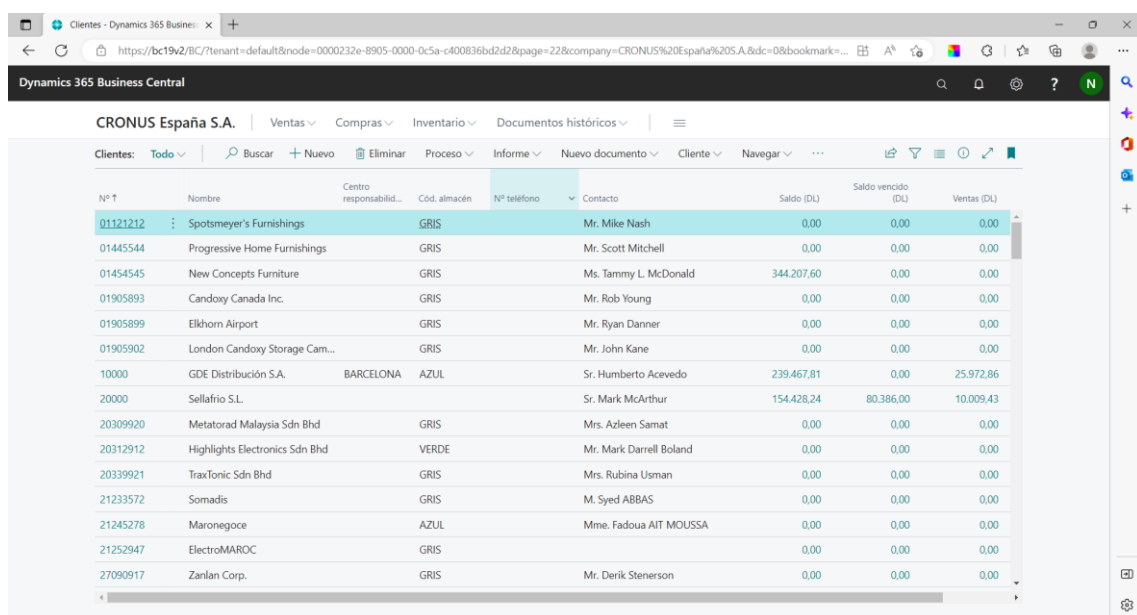 Clientes - Dynamics 365 Busines
https://bc19v2/BC/?tenant=default&node=0000232e-8905-0000-0c5a-c400836bd2d2&page=22&company=CRONUS%20España%20S.A.&dc=0&bookmark=...
Dynamics 365 Business Central
N
CRONUS España S.A. Ventas Compras Inventario Documentos históricos
Clientes: Todo Buscar + Nuevo Eliminar Proceso Informe Nuevo documento Cliente Navegar ...
Nº ↑ Nombre Centro responsabilid... Cód. almacén Nº teléfono Contacto Saldo (DL) Saldo vencido (DL) Ventas (DL)
01121212 Spotsmeyer's Furnishings GRIS Mr. Mike Nash 0,00 0,00 0,00
01445544 Progressive Home Furnishings GRIS Mr. Scott Mitchell 0,00 0,00 0,00
01454545 New Concepts Furniture GRIS Ms. Tammy L. McDonald 344.207,60 0,00 0,00
01905893 Candoxy Canada Inc. GRIS Mr. Rob Young 0,00 0,00 0,00
01905899 Elkhorn Airport GRIS Mr. Ryan Danner 0,00 0,00 0,00
01905902 London Candoxy Storage Cam... GRIS Mr. John Kane 0,00 0,00 0,00
10000 GDE Distribución S.A. BARCELONA AZUL Sr. Humberto Acevedo 239.467,81 0,00 25.972,86
20000 Sellafrio S.L. Sr. Mark McArthur 154.428,24 80.386,00 10.009,43
20309920 Metatorad Malaysia Sdn Bhd GRIS Mrs. Azleen Samat 0,00 0,00 0,00
20312912 Highlights Electronics Sdn Bhd VERDE Mr. Mark Darrell Boland 0,00 0,00 0,00
20339921 TraxTonic Sdn Bhd GRIS Mrs. Rubina Usman 0,00 0,00 0,00
21233572 Somadis GRIS M. Syed ABBAS 0,00 0,00 0,00
21245278 Maronegoce AZUL Mme. Fadoua AIT MOUSSA 0,00 0,00 0,00
21252947 ElectroMAROC GRIS 0,00 0,00 0,00
27090917 Zanlan Corp. GRIS Mr. Derik Stenerson 0,00 0,00 0,00